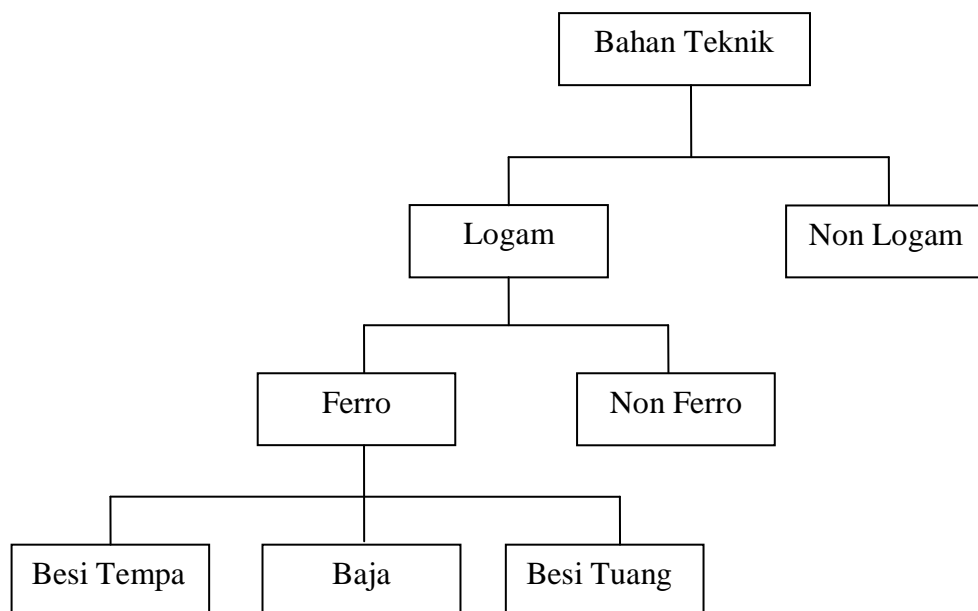 Bahan Teknik
Logam
Non Logam
Ferro
Non Ferro
Besi Tempa
Baja
Besi Tuang